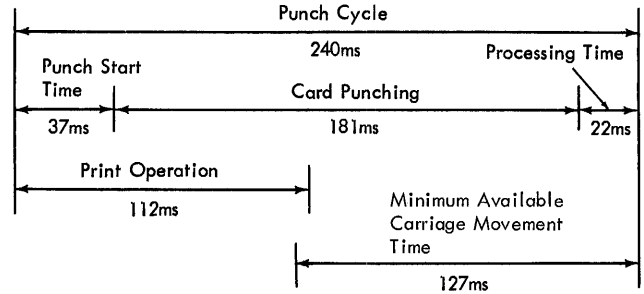 Punch Cycle
240ms
Processing Time
Punch Start
Time
Card Punching
37ms
181ms
22ms
Print Operation
112ms
Minimum Available
Carriage Movement
Time
127ms